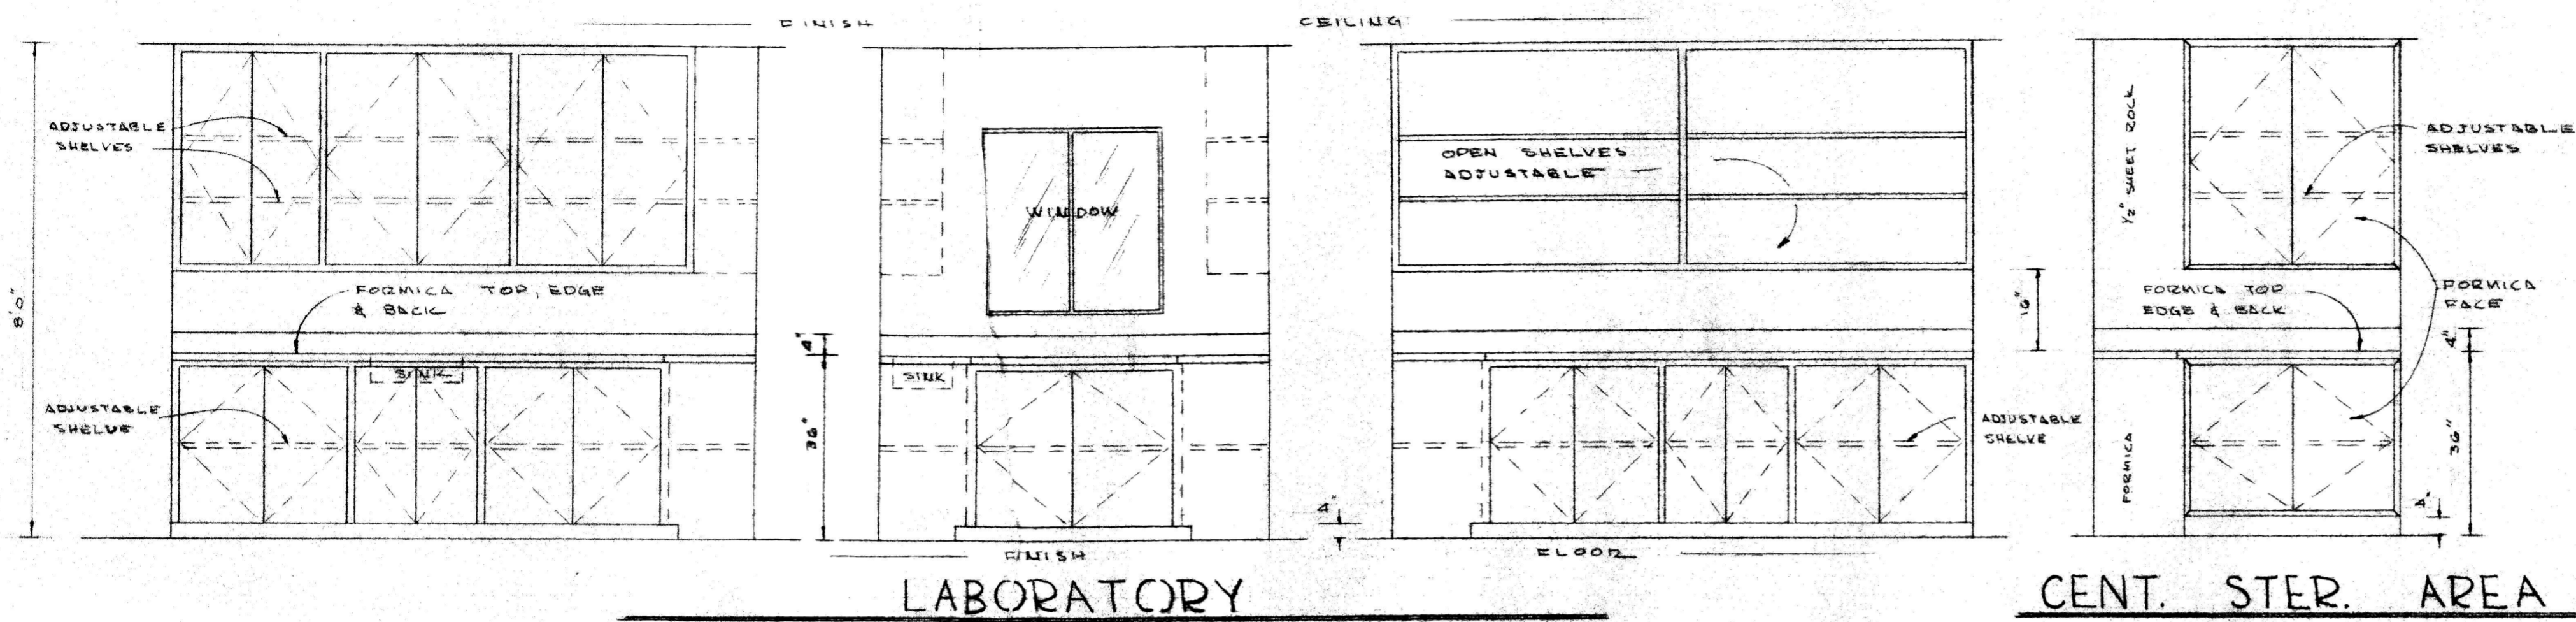 FINISH CEILING
8'0"
ADJUSTABLE
SHELVES
FORMICA TOP, EDGE
& BACK
SINK
ADJUSTABLE
SHELVE
4"
36"
WINDOW
SINK
FINISH FLOOR
OPEN SHELVES
ADJUSTABLE
16"
4"
ADJUSTABLE
SHELVE
LABORATORY
1/2" SHEET ROCK
ADJUSTABLE
SHELVES
FORMICA TOP
EDGE & BACK
FORMICA
FACE
FORMICA
4"
36"
4"
CENT. STER. AREA